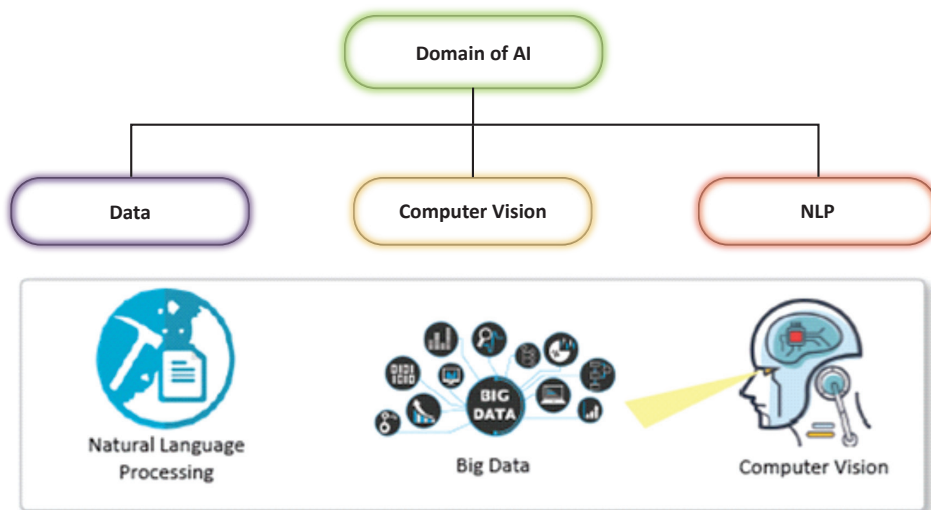 Domain of AI
Data
Computer Vision
NLP
BIG
DATA
Natural Language
Processing
Big Data
Computer Vision